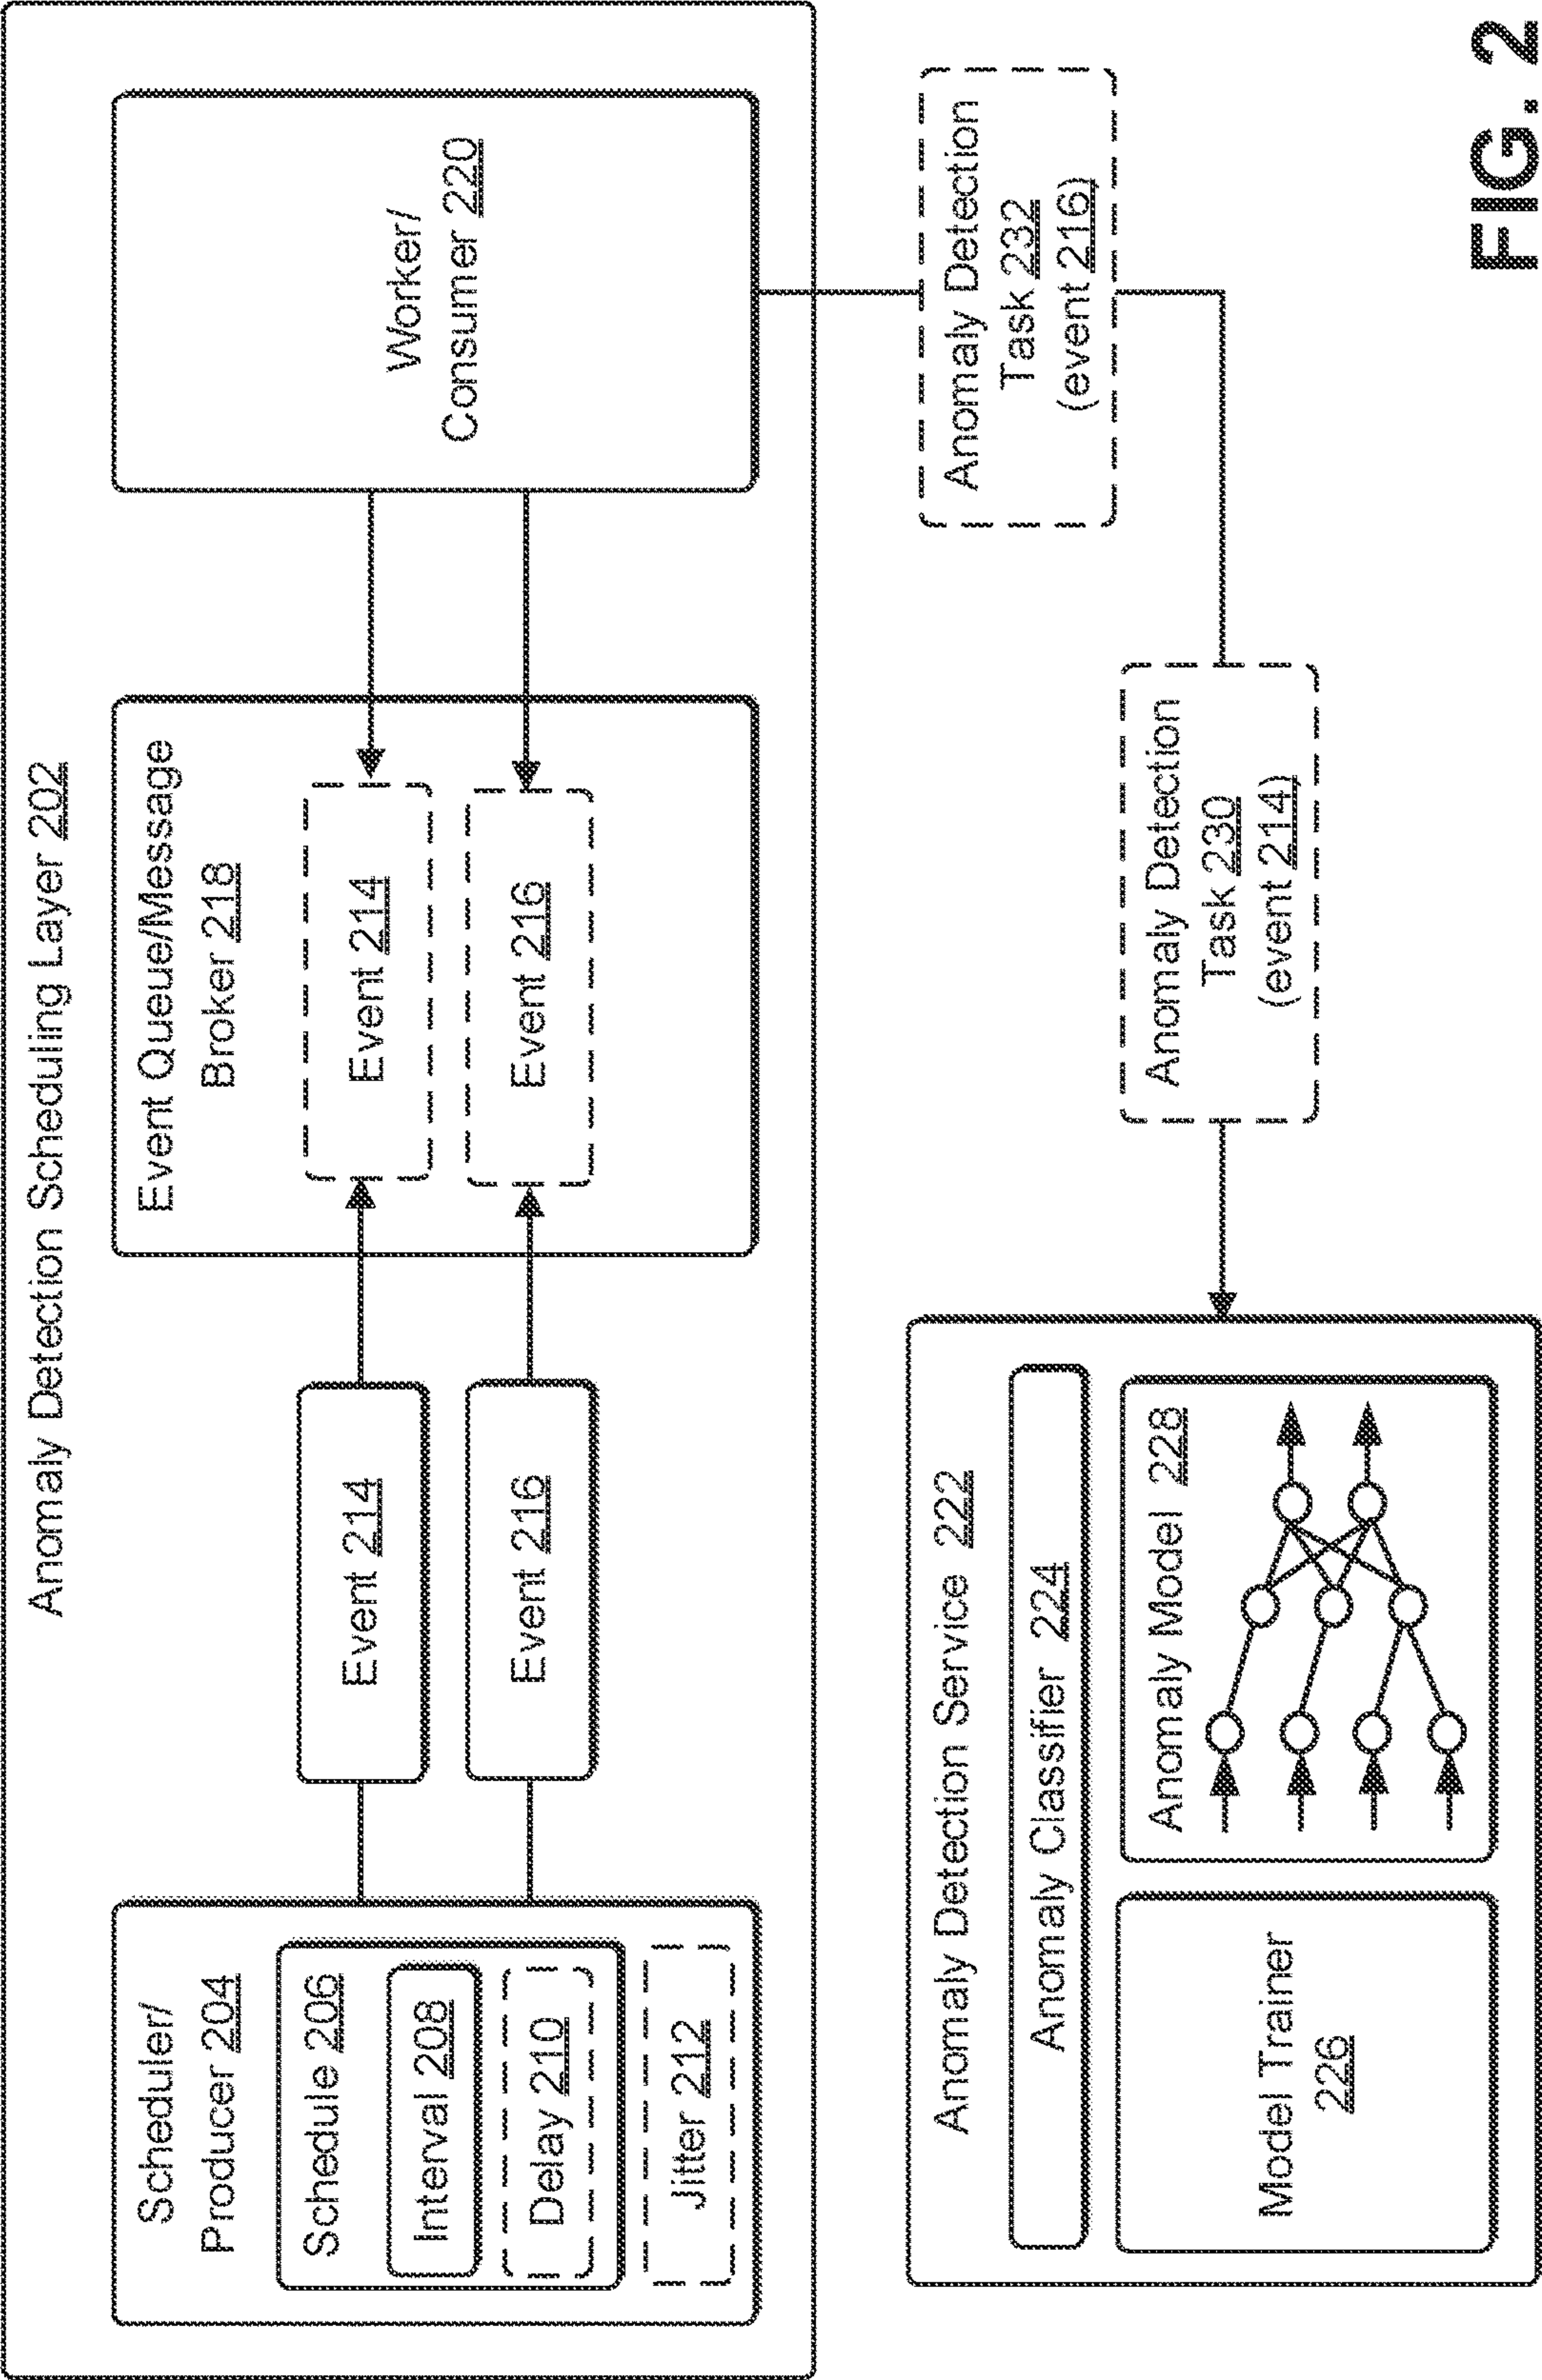 Anomaly Detection Scheduling Layer 202
Scheduler/
Producer 204
Schedule 206
Interval 208
Delay 210
Jitter 212
Event 214
Event 216
Event Queue/Message
Broker 218
Event 214
Event 216
Worker/
Consumer 220
Anomaly Detection Service 222
Anomaly Classifier 224
Model Trainer
226
Anomaly Model 228
Anomaly Detection
Task 230
(event 214)
Anomaly Detection
Task 232
(event 216)
FIG. 2